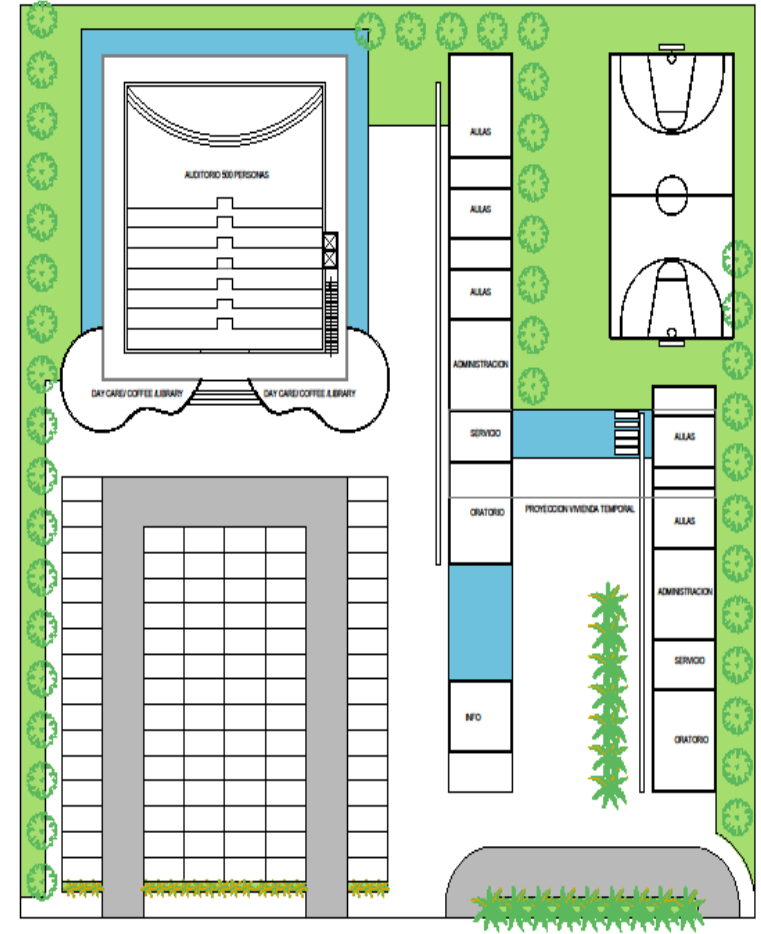 AULAS
AUDITORIO 500 PERSONAS
AULAS
AULAS
ADMINISTRACION
DAY CARE/ COFFEE /LIBRARY
DAY CARE/ COFFEE /LIBRARY
SERVICIO
AULAS
ORATORIO
PROYECCION VIVIENDA TEMPORAL
AULAS
ADMINISTRACION
SERVICIO
INFO
ORATORIO